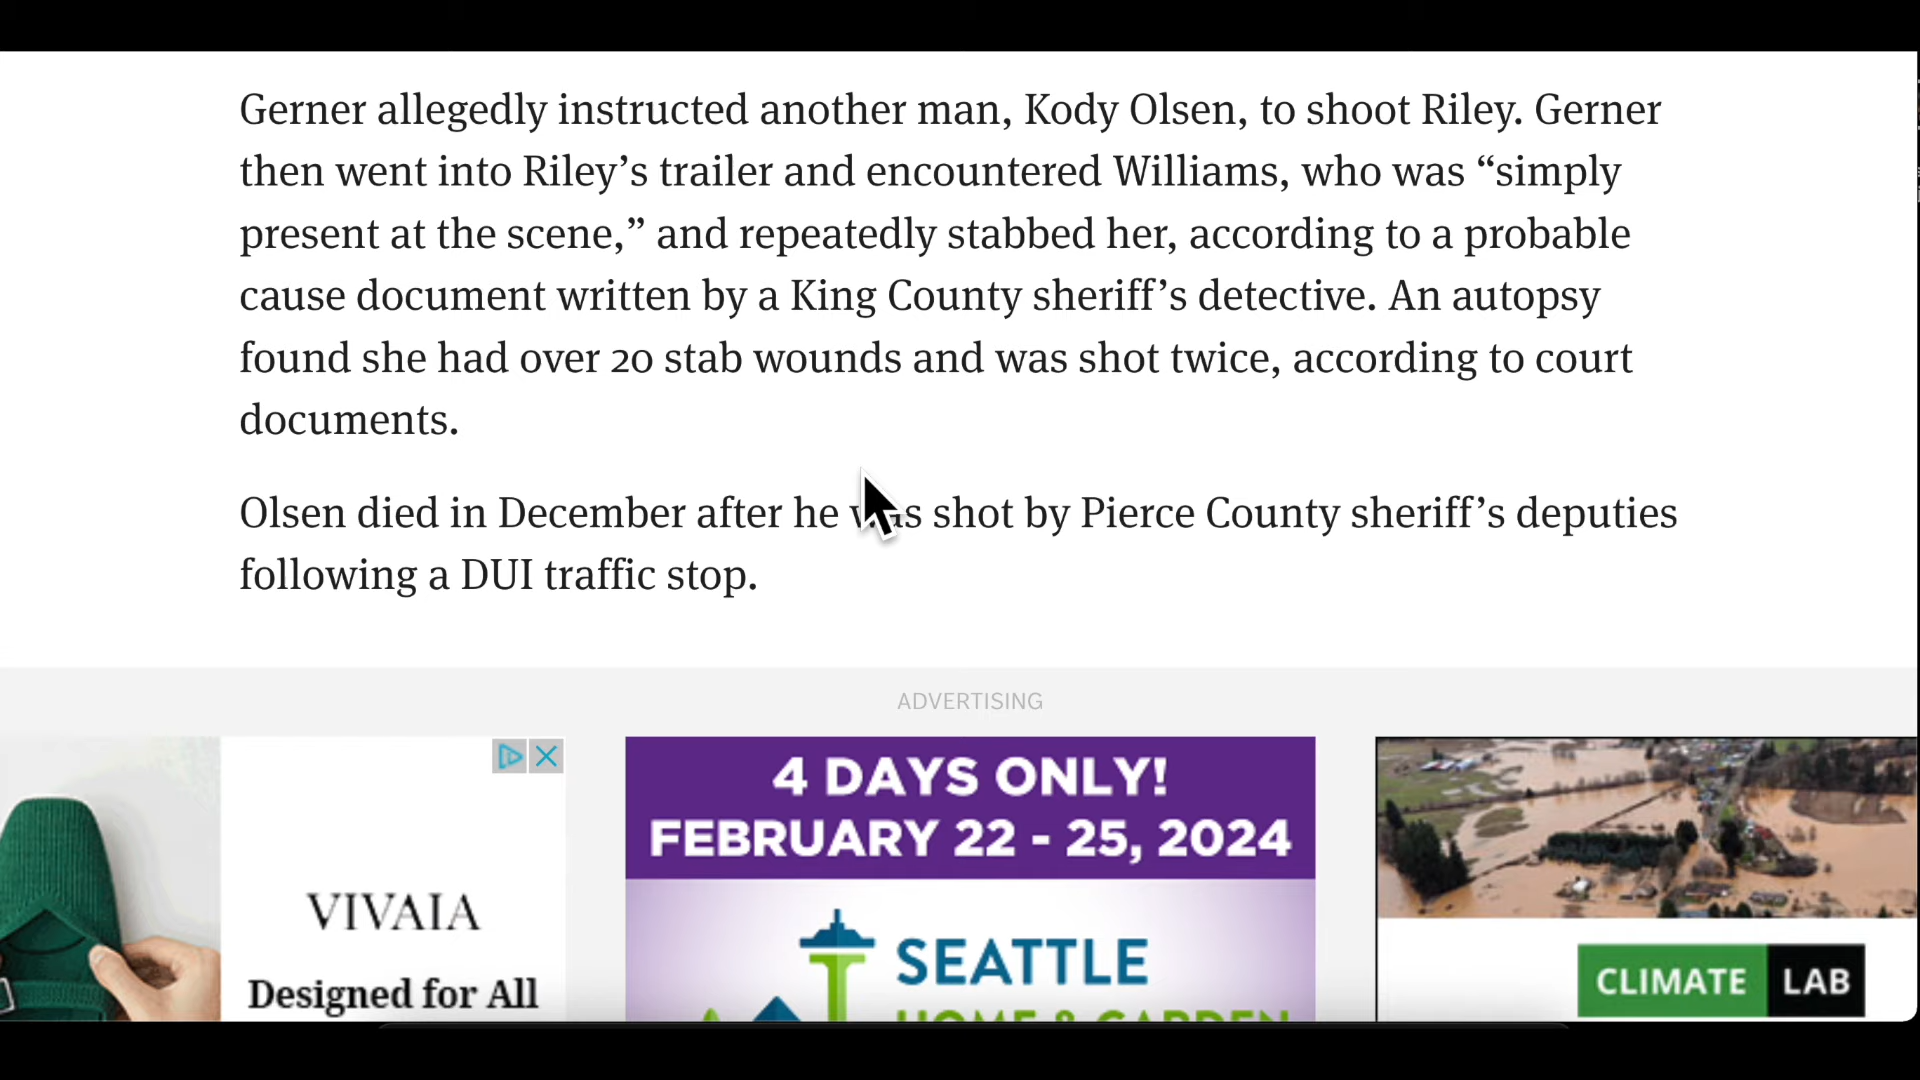 Gerner allegedly instructed another man, Kody Olsen, to shoot Riley. Gerner
then went into Riley’s trailer and encountered Williams, who was “simply
present at the scene,” and repeatedly stabbed her, according to a probable
cause document written by a King County sheriff’s detective. An autopsy
found she had over 20 stab wounds and was shot twice, according to court
documents.
Olsen died in December after he was shot by Pierce County sheriff’s deputies
following a DUI traffic stop.
ADVERTISING
VIVAIA
Designed for All
4 DAYS ONLY!
FEBRUARY 22 - 25, 2024
SEATTLE
HOME & GARDEN
CLIMATE LAB